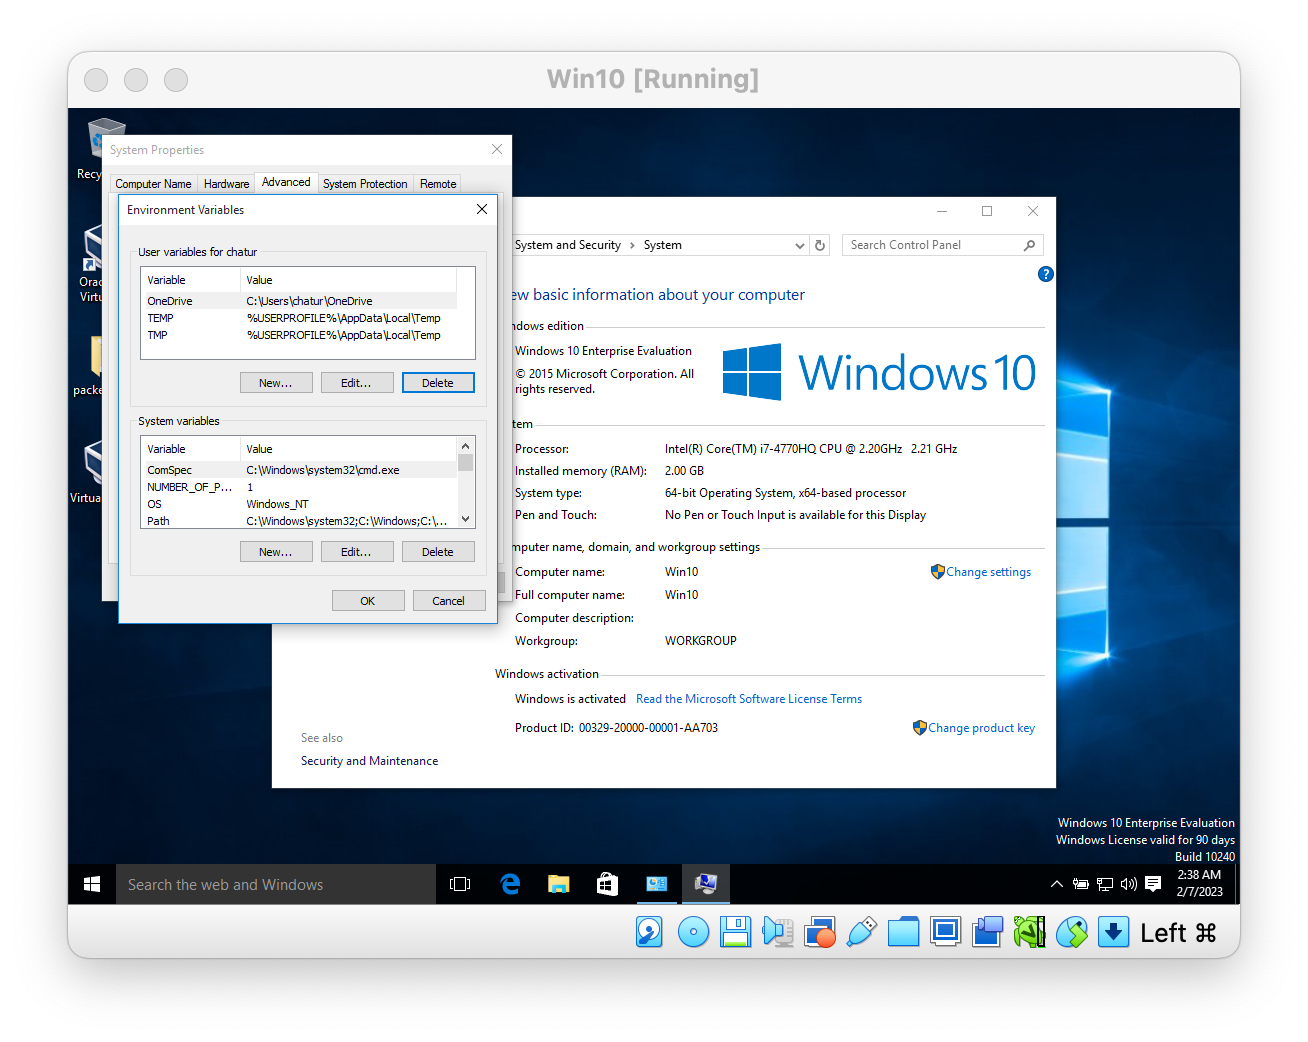 Win10 [Running]
Recy
Orac
Virtu
packe
Virtua
System Properties
Computer Name
Hardware
Advanced
System Protection
Remote
Environment Variables
User variables for chatur
Variable Value
OneDrive C:\Users\chatur\OneDrive
TEMP %USERPROFILE%\AppData\Local\Temp
TMP %USERPROFILE%\AppData\Local\Temp
New...
Edit...
Delete
System variables
Variable Value
ComSpec C:\Windows\system32\cmd.exe
NUMBER_OF_P... 1
OS Windows_NT
Path C:\Windows\system32;C:\Windows;C:\...
New...
Edit...
Delete
OK
Cancel
System and Security › System
Search Control Panel
?
ew basic information about your computer
ndows edition
Windows 10 Enterprise Evaluation
© 2015 Microsoft Corporation. All
rights reserved.
Windows 10
tem
Processor: Intel(R) Core(TM) i7-4770HQ CPU @ 2.20GHz 2.21 GHz
Installed memory (RAM): 2.00 GB
System type: 64-bit Operating System, x64-based processor
Pen and Touch: No Pen or Touch Input is available for this Display
mputer name, domain, and workgroup settings
Computer name: Win10
Change settings
Full computer name: Win10
Computer description:
Workgroup: WORKGROUP
Windows activation
Windows is activated Read the Microsoft Software License Terms
Product ID: 00329-20000-00001-AA703
Change product key
See also
Security and Maintenance
Windows 10 Enterprise Evaluation
Windows License valid for 90 days
Build 10240
Search the web and Windows
2:38 AM
2/7/2023
Left ⌘